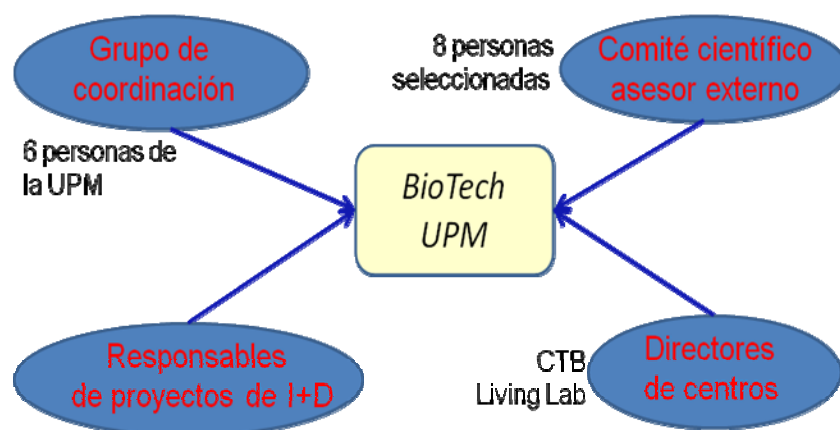 Grupo de
coordinación
8 personas
seleccionadas
Comité científico
asesor externo
6 personas de
la UPM
BioTech
UPM
Responsables
de proyectos de I+D
CTB
Living Lab
Directores
de centros